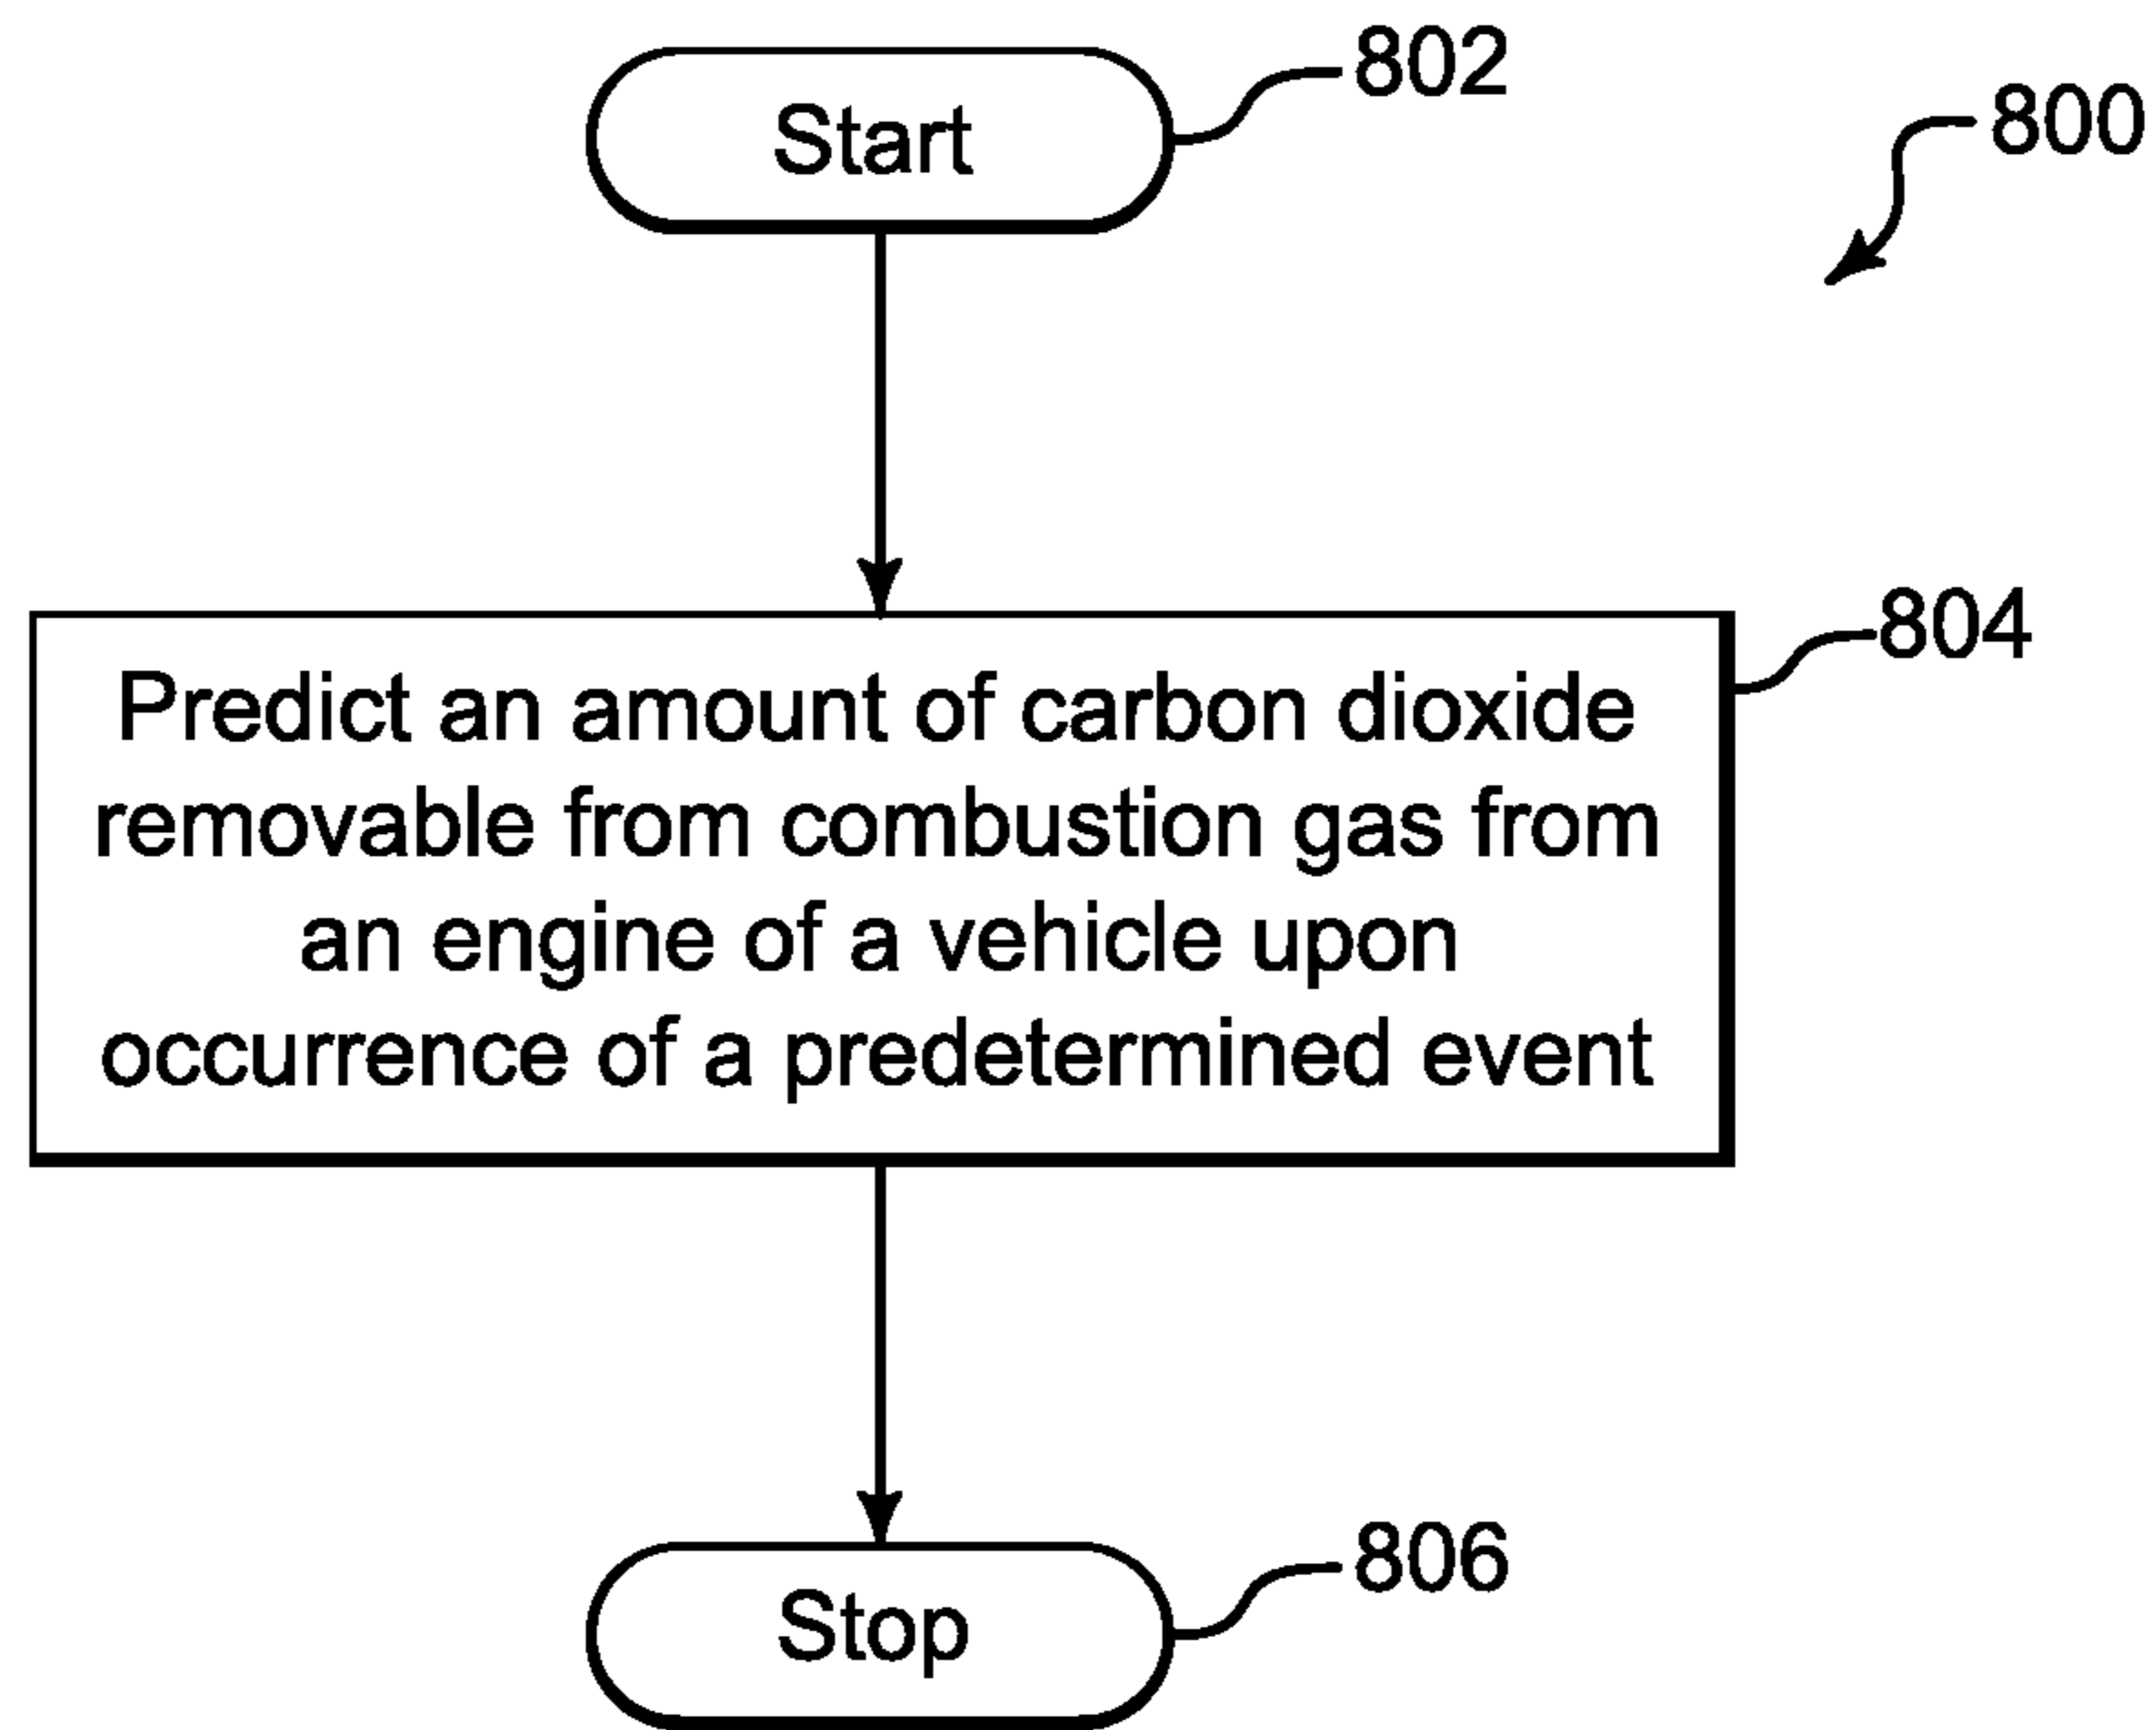 Start
802
800
Predict an amount of carbon dioxide
removable from combustion gas from
an engine of a vehicle upon
occurrence of a predetermined event
804
Stop
806